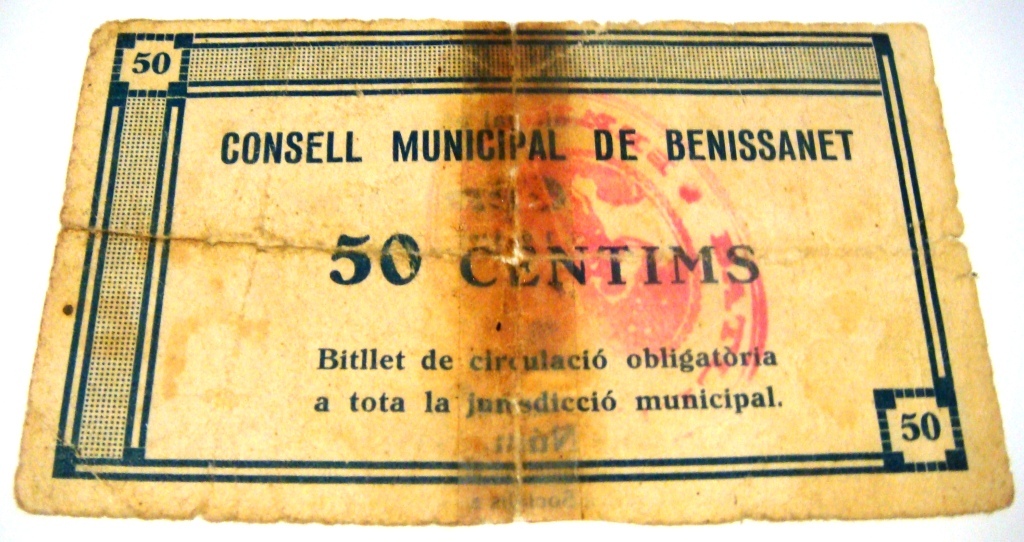 50
CONSELL MUNICIPAL DE BENISSANET
50 CENTIMS
Bitllet de circulació obligatòria
a tota la jurisdicció municipal.
50